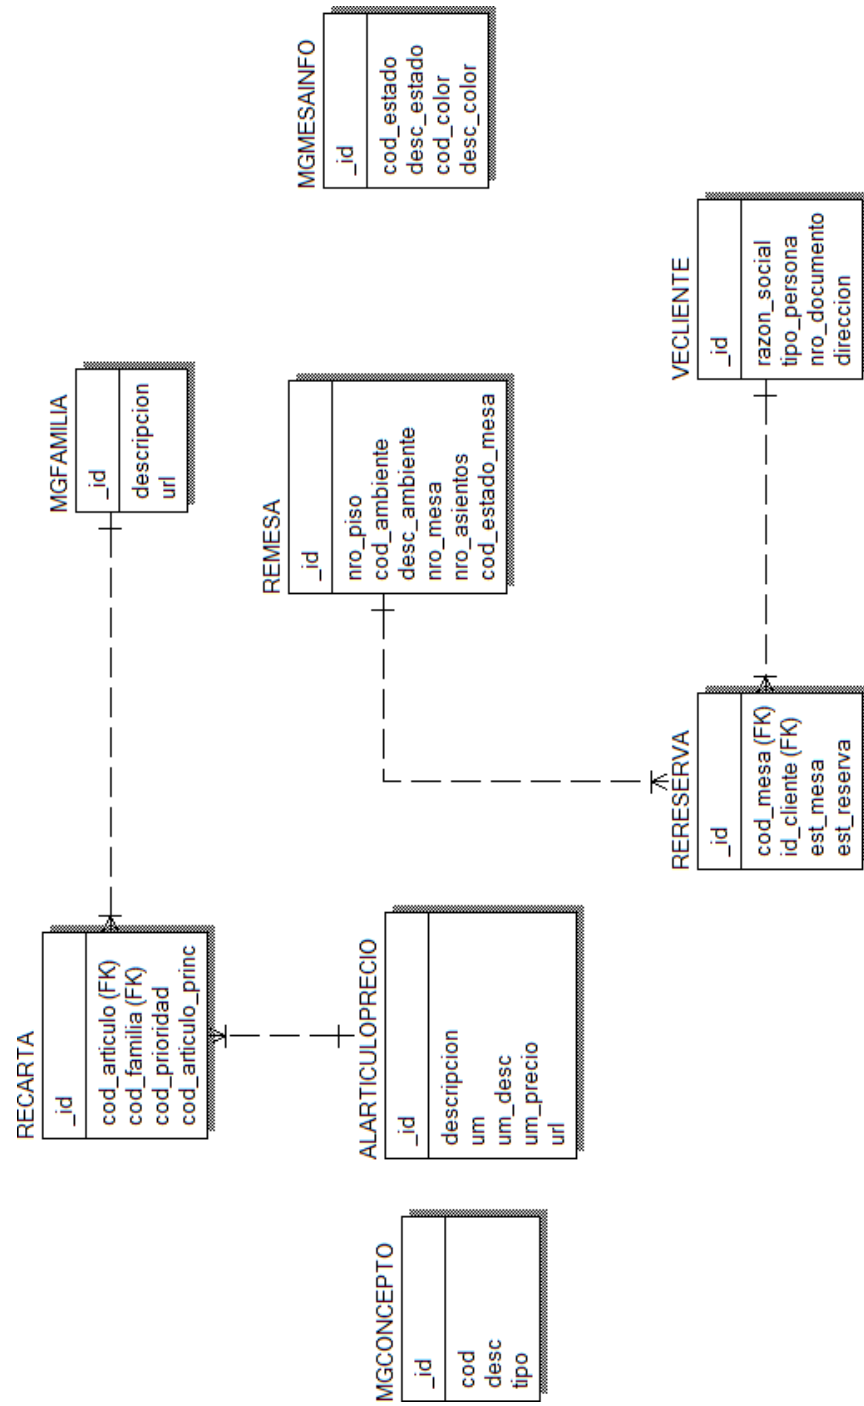 RECARTA
_id
cod_articulo (FK)
cod_familia (FK)
cod_prioridad
cod_articulo_princ
MGFAMILIA
_id
descripcion
url
MGCONCEPTO
_id
cod
desc
tipo
ALARTICULOPRECIO
_id
descripcion
um
um_desc
um_precio
url
REMESA
_id
nro_piso
cod_ambiente
desc_ambiente
nro_mesa
nro_asientos
cod_estado_mesa
MGMESAINFO
_id
cod_estado
desc_estado
cod_color
desc_color
RERESERVA
_id
cod_mesa (FK)
id_cliente (FK)
est_mesa
est_reserva
VECLIENTE
_id
razon_social
tipo_persona
nro_documento
direccion